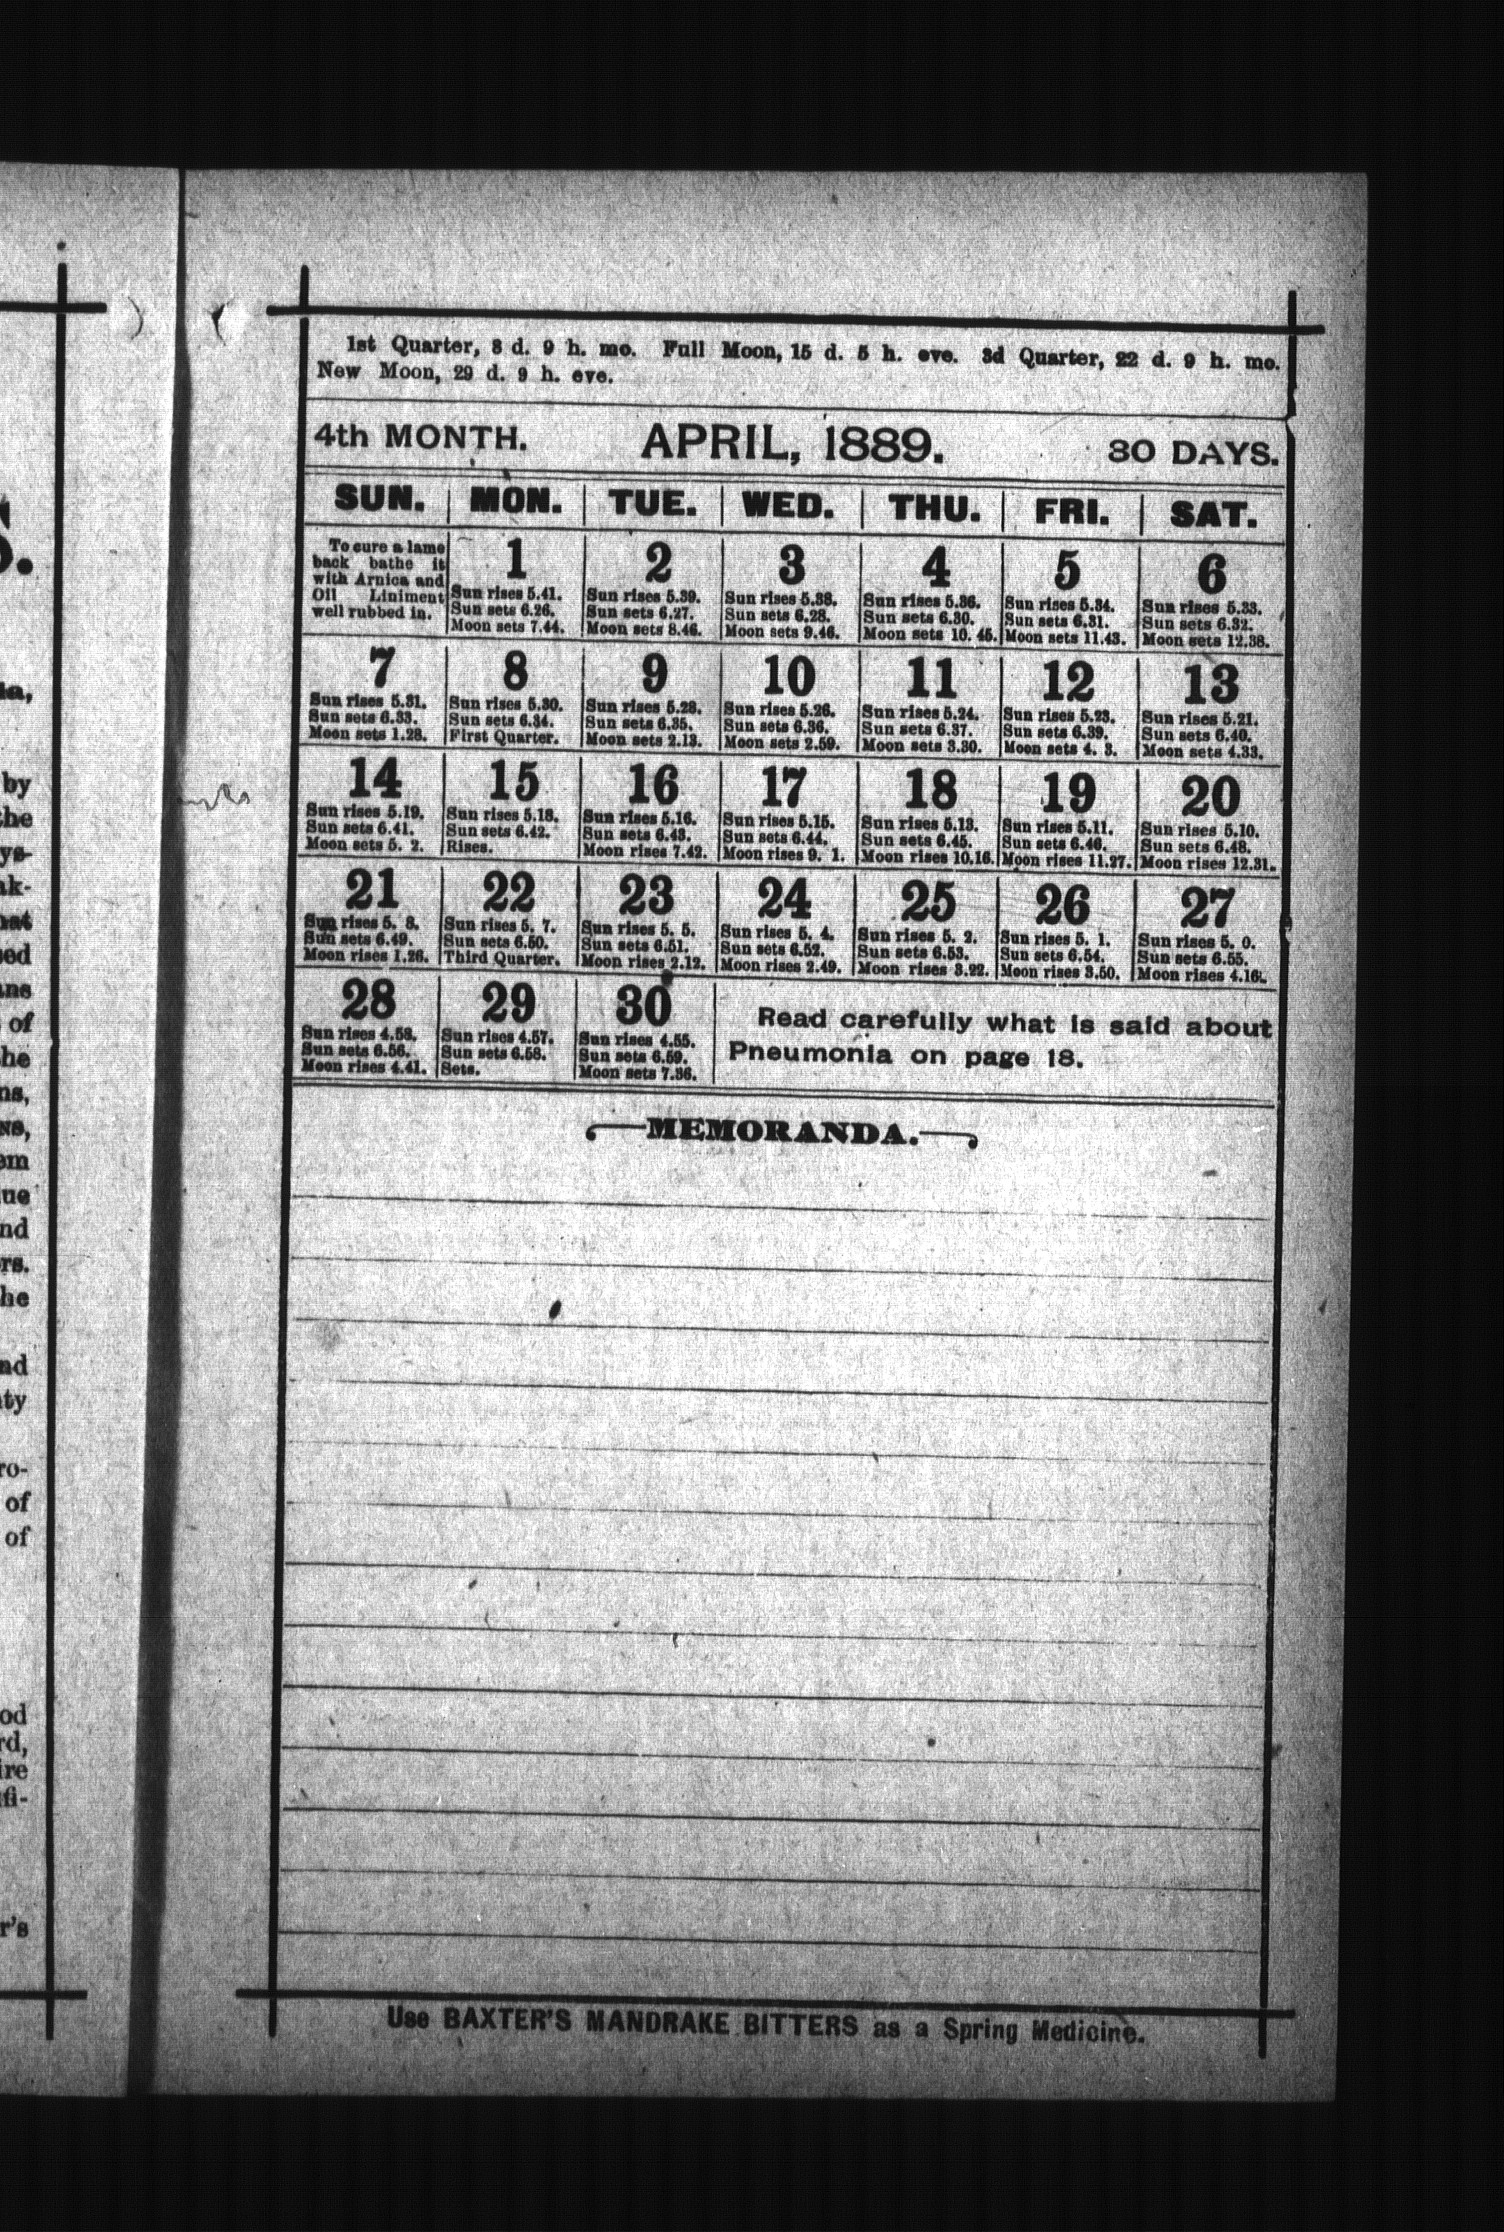 1st Quarter, 8 d. 9 h. mo. Full Moon, 15 d. 5 h. eve. 3d Quarter, 22 d. 9 h. mo.
New Moon, 29 d. 9 h. eve.
4th MONTH. APRIL, 1889. 30 DAYS.
SUN. MON. TUE. WED. THU. FRI. SAT.
To cure a lame
back bathe it
with Arnica and
Oil Liniment
well rubbed in.
1
Sun rises 5.41.
Sun sets 6.26.
Moon sets 7.44.
2
Sun rises 5.39.
Sun sets 6.27.
Moon sets 8.46.
3
Sun rises 5.38.
Sun sets 6.28.
Moon sets 9.46.
4
Sun rises 5.36.
Sun sets 6.30.
Moon sets 10. 45.
5
Sun rises 5.34.
Sun sets 6.31.
Moon sets 11.43.
6
Sun rises 5.33.
Sun sets 6.32.
Moon sets 12.38.
7
Sun rises 5.31.
Sun sets 6.33.
Moon sets 1.28.
8
Sun rises 5.30.
Sun sets 6.34.
First Quarter.
9
Sun rises 5.28.
Sun sets 6.35.
Moon sets 2.13.
10
Sun rises 5.26.
Sun sets 6.36.
Moon sets 2.59.
11
Sun rises 5.24.
Sun sets 6.37.
Moon sets 3.30.
12
Sun rises 5.23.
Sun sets 6.39.
Moon sets 4. 3.
13
Sun rises 5.21.
Sun sets 6.40.
Moon sets 4.33.
14
Sun rises 5.19.
Sun sets 6.41.
Moon sets 5. 2.
15
Sun rises 5.18.
Sun sets 6.42.
Rises.
16
Sun rises 5.16.
Sun sets 6.43.
Moon rises 7.42.
17
Sun rises 5.15.
Sun sets 6.44.
Moon rises 9. 1.
18
Sun rises 5.13.
Sun sets 6.45.
Moon rises 10.16.
19
Sun rises 5.11.
Sun sets 6.46.
Moon rises 11.27.
20
Sun rises 5.10.
Sun sets 6.48.
Moon rises 12.31.
21
Sun rises 5. 8.
Sun sets 6.49.
Moon rises 1.26.
22
Sun rises 5. 7.
Sun sets 6.50.
Third Quarter.
23
Sun rises 5. 5.
Sun sets 6.51.
Moon rises 2.12.
24
Sun rises 5. 4.
Sun sets 6.52.
Moon rises 2.49.
25
Sun rises 5. 2.
Sun sets 6.53.
Moon rises 3.22.
26
Sun rises 5. 1.
Sun sets 6.54.
Moon rises 3.50.
27
Sun rises 5. 0.
Sun sets 6.55.
Moon rises 4.16.
28
Sun rises 4.58.
Sun sets 6.56.
Moon rises 4.41.
29
Sun rises 4.57.
Sun sets 6.58.
Sets.
30
Sun rises 4.55.
Sun sets 6.59.
Moon sets 7.36.
Read carefully what is said about
Pneumonia on page 18.
MEMORANDA.
Use BAXTER'S MANDRAKE BITTERS as a Spring Medicine.